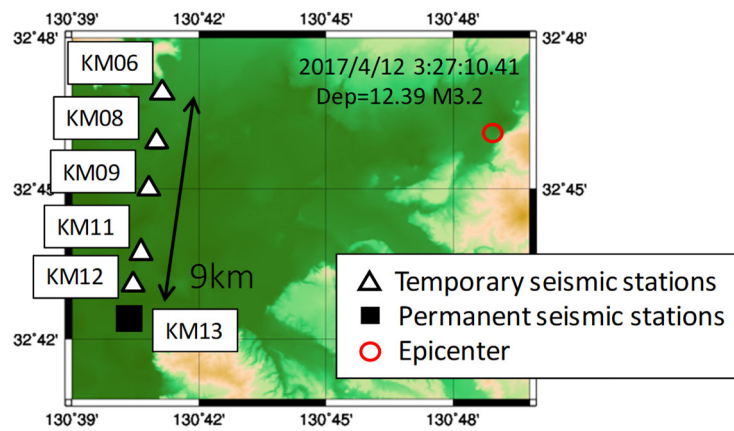 130°39' 130°42' 130°45' 130°48'
32°48' 32°48'
KM06
2017/4/12 3:27:10.41
Dep=12.39 M3.2
KM08
KM09
32°45' 32°45'
KM11
KM12
9km
Temporary seismic stations
Permanent seismic stations
Epicenter
KM13
32°42'
130°39' 130°42' 130°45' 130°48'